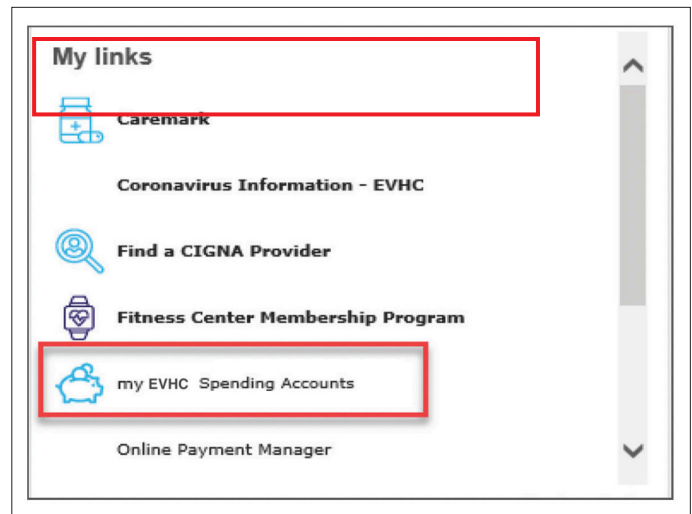 My links
Caremark
Coronavirus Information - EVHC
Find a CIGNA Provider
Fitness Center Membership Program
my EVHC Spending Accounts
Online Payment Manager